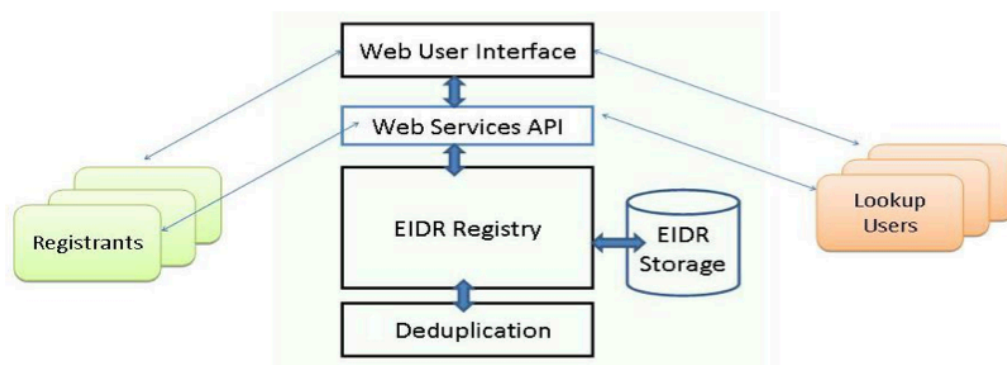 Web User Interface
Web Services API
Registrants
EIDR Registry
EIDR
Storage
Lookup
Users
Deduplication